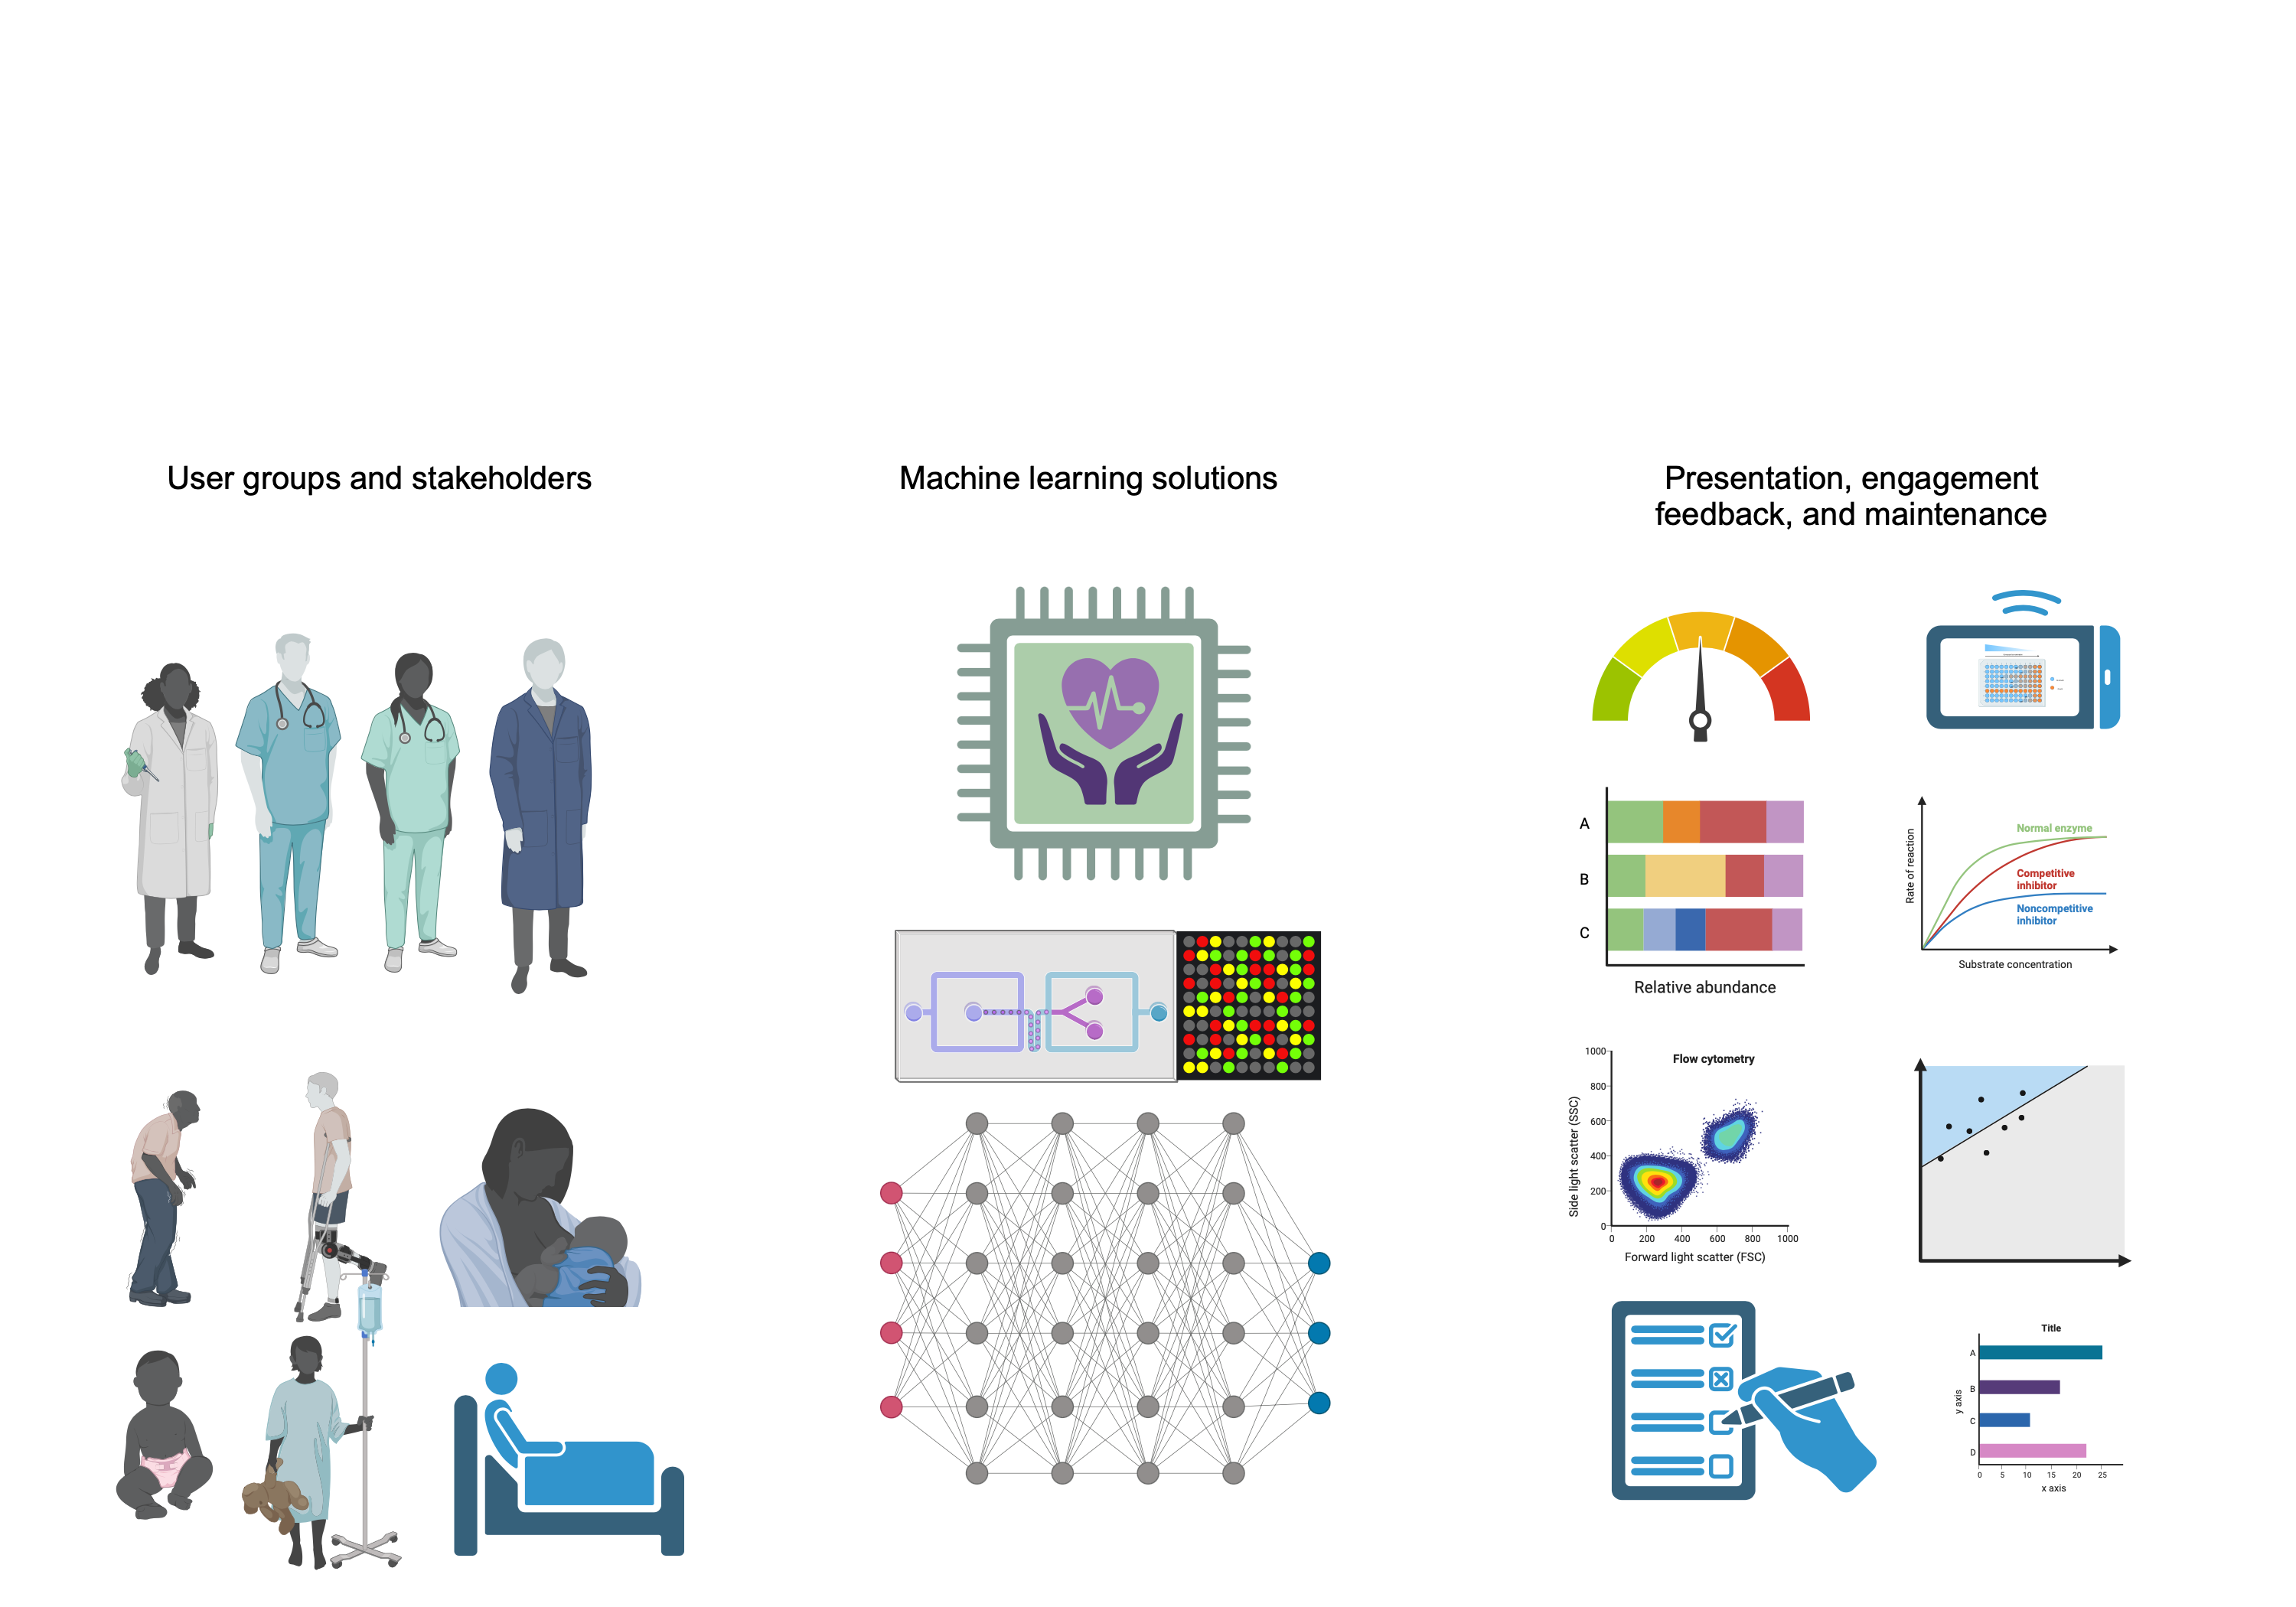 User groups and stakeholders
Machine learning solutions
Presentation, engagement
feedback, and maintenance
A
B
C
Relative abundance
Rate of reaction
Normal enzyme
Competitive
inhibitor
Noncompetitive
inhibitor
Substrate concentration
Flow cytometry
Side light scatter (SSC)
1000
800
600
400
200
0
0 200 400 600 800 1000
Forward light scatter (FSC)
Title
y axis
A
B
C
D
0 5 10 15 20 25
x axis